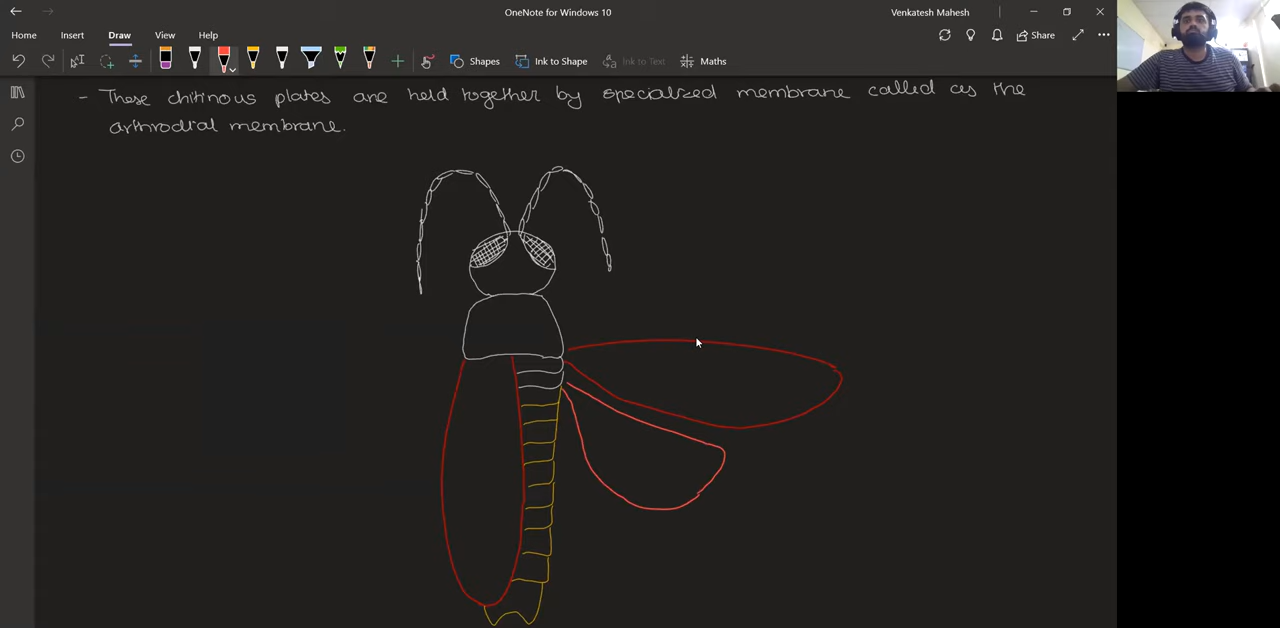 OneNote for Windows 10
Venkatesh Mahesh
Home Insert Draw View Help
Shapes Ink to Shape Ink to Text Maths
Share
- These chitinous plates are held together by specialized membrane called as the
arthrodial membrane.